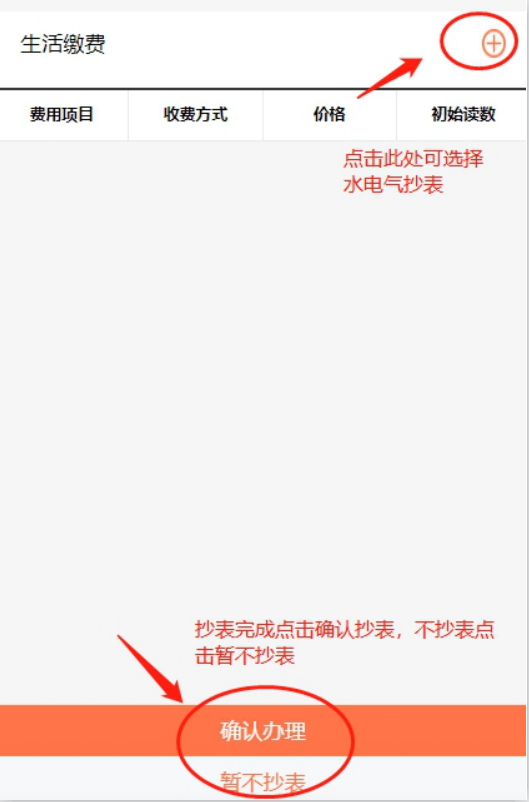 生活缴费
费用项目 收费方式 价格 初始读数
点击此处可选择
水电气抄表
抄表完成点击确认抄表，不抄表点
击暂不抄表
确认办理
暂不抄表